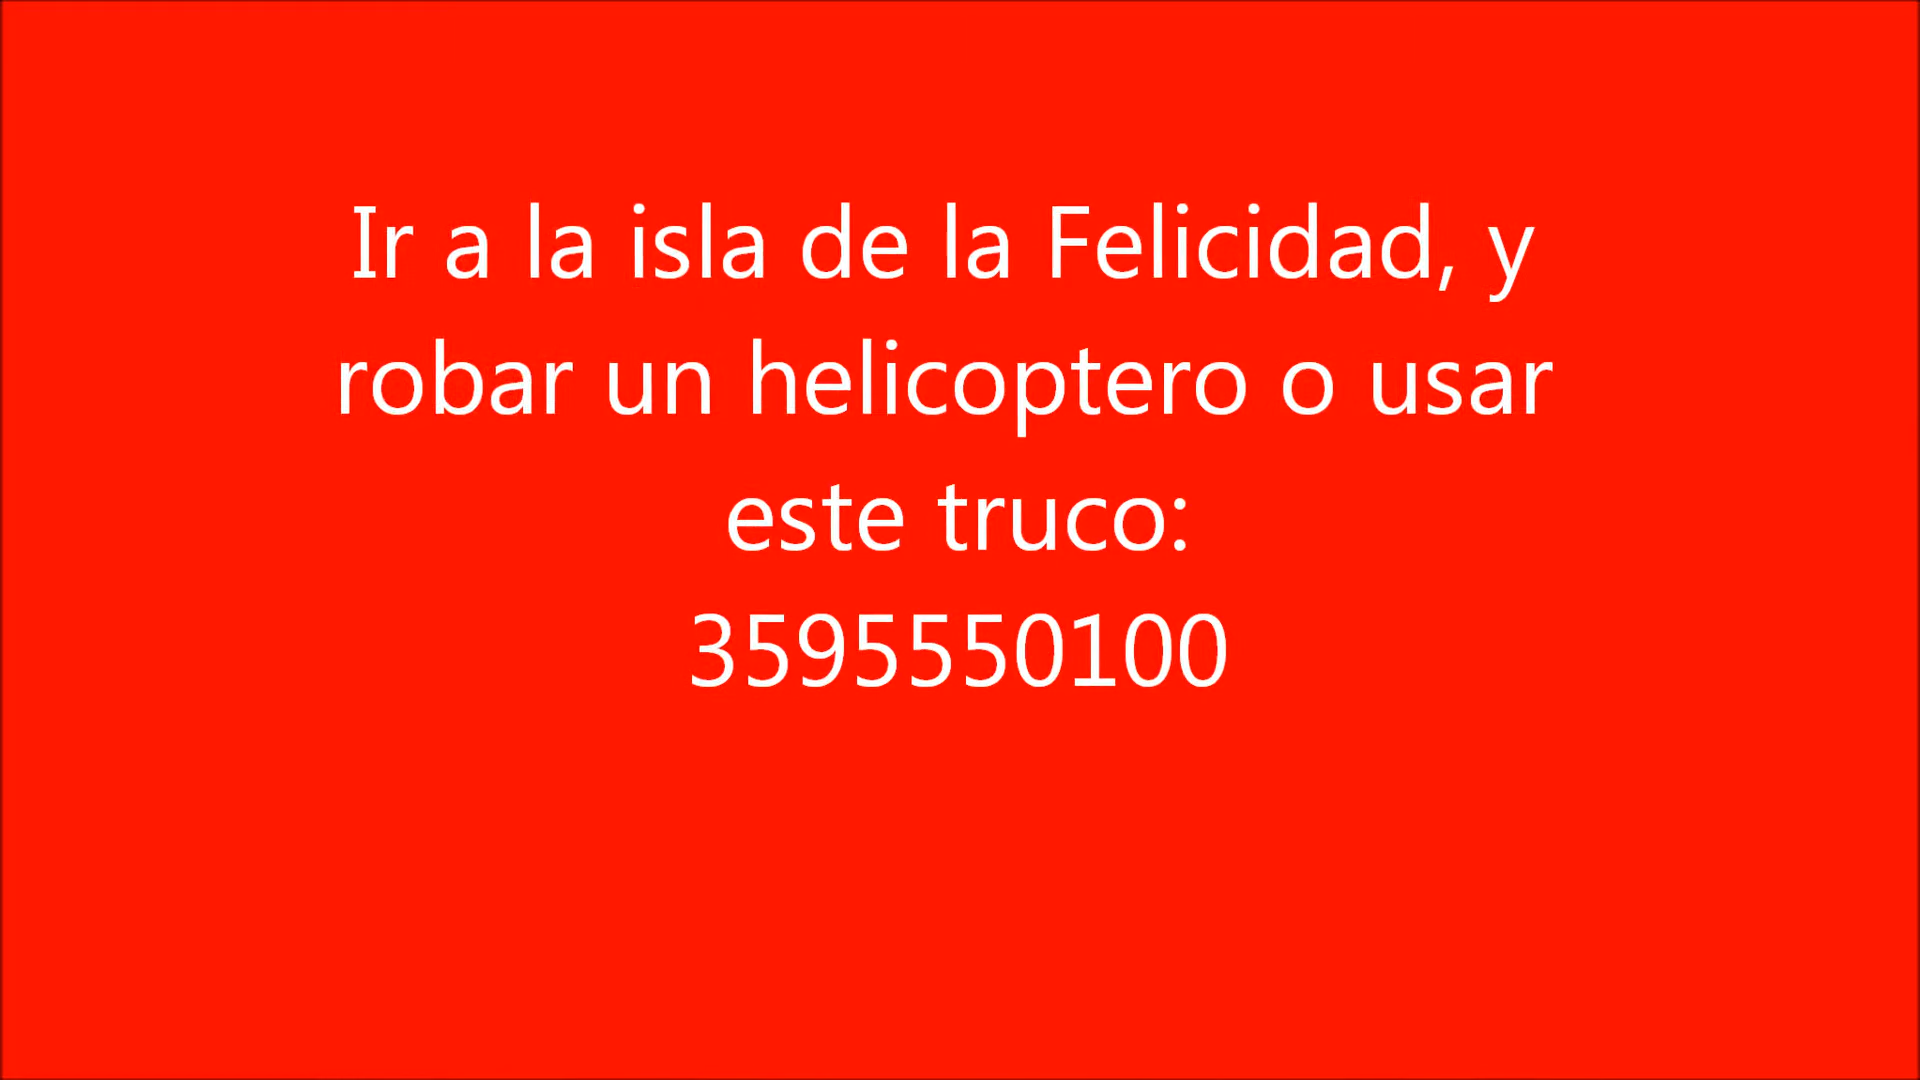 Ir a la isla de la Felicidad, y
robar un helicoptero o usar
este truco:
3595550100